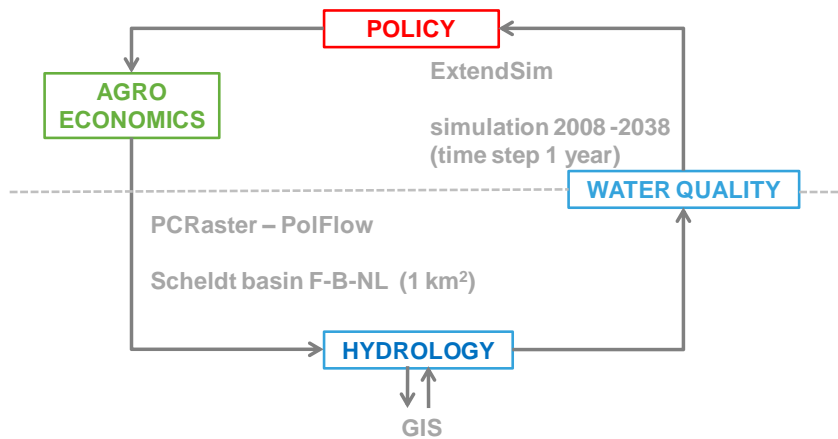 POLICY
ExtendSim
AGRO
ECONOMICS
simulation 2008 -2038
(time step 1 year)
WATER QUALITY
PCRaster – PolFlow
Scheldt basin F-B-NL (1 km²)
HYDROLOGY
GIS